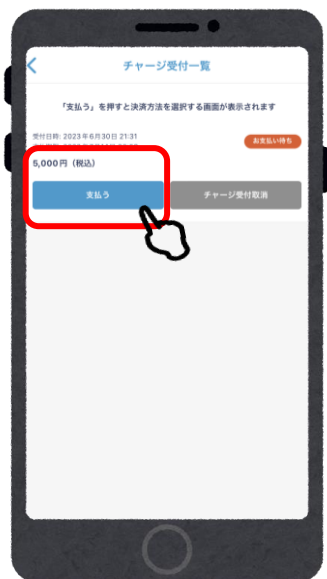 チャージ受付一覧
「支払う」を押すと決済方法を選択する画面が表示されます
受付日時: 2023年6月30日 21:31
お支払い待ち
5,000円（税込）
支払う
チャージ受付取消